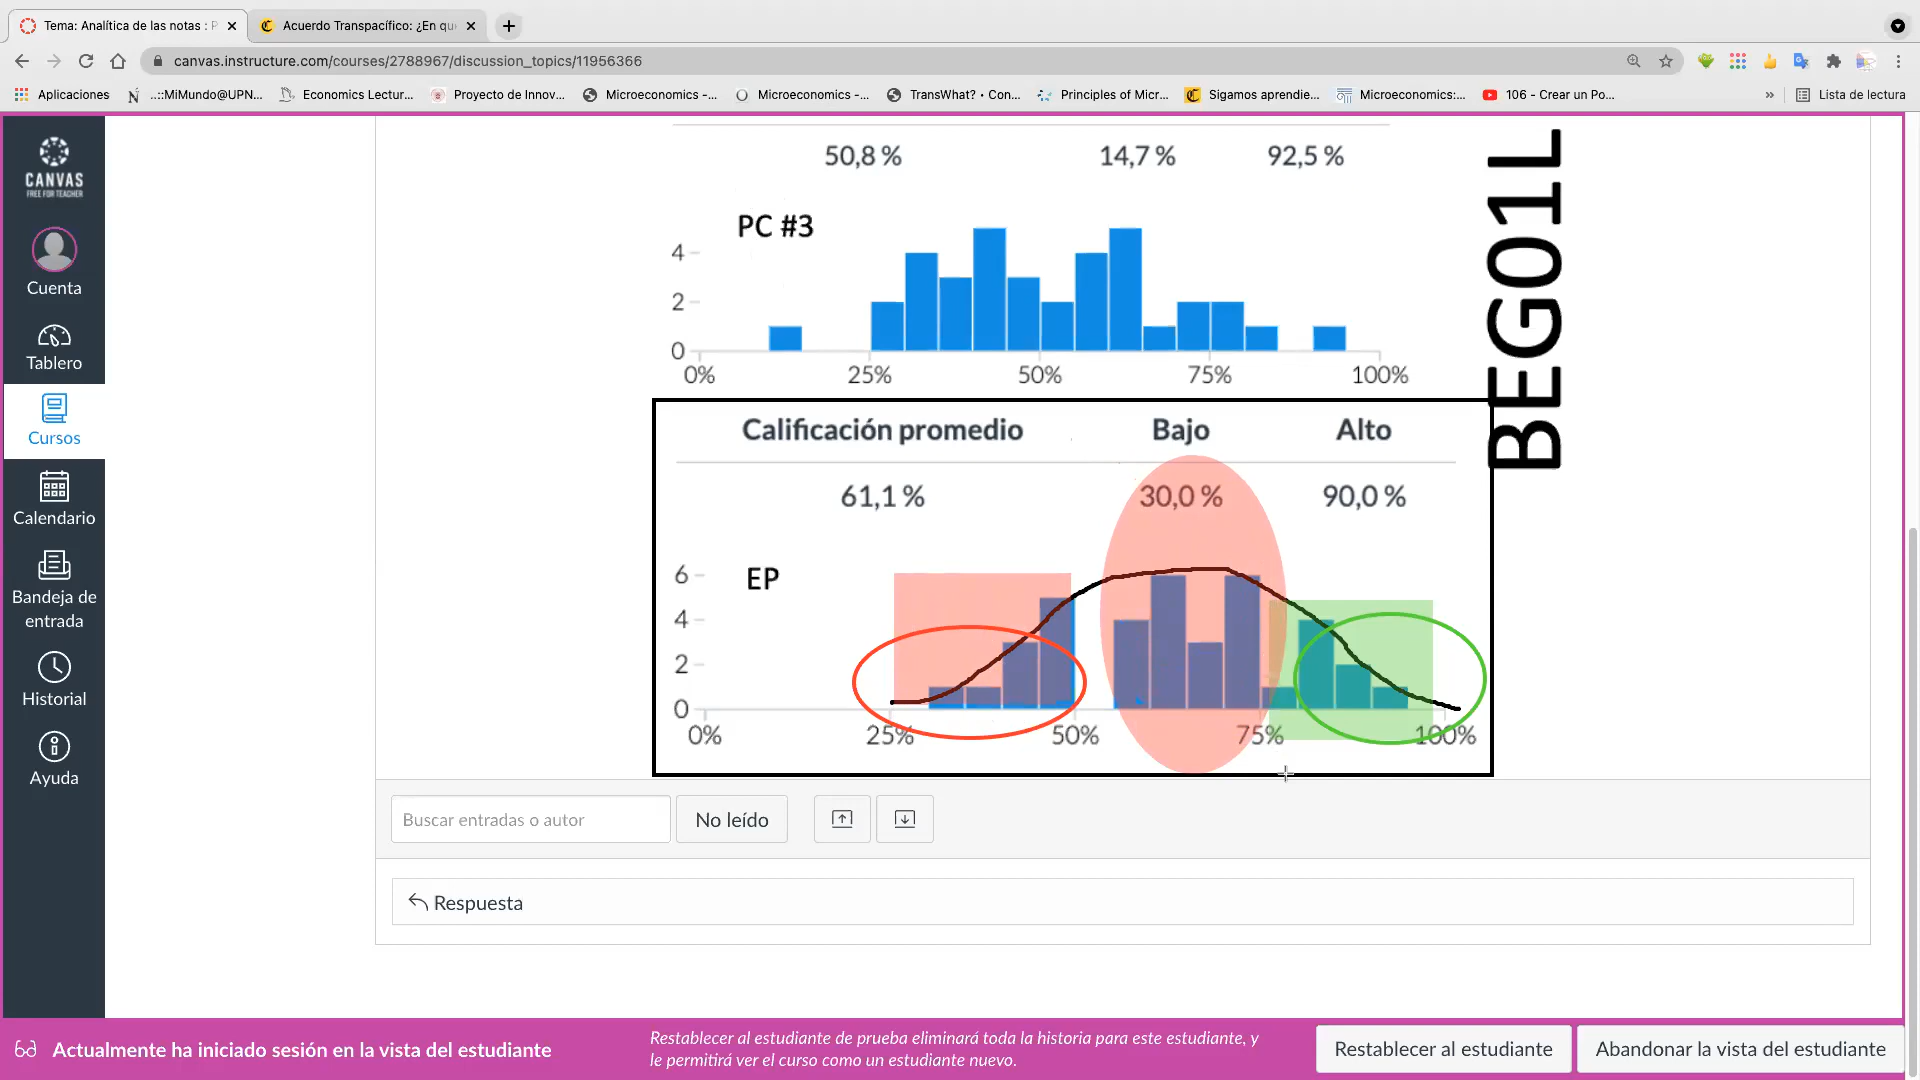 Tema: Analítica de las notas : P
Acuerdo Transpacífico: ¿En qu
canvas.instructure.com/courses/2788967/discussion_topics/11956366
Aplicaciones
..::MiMundo@UPN...
Economics Lectur...
Proyecto de Innov...
Microeconomics -...
Microeconomics -...
TransWhat? • Con...
Principles of Micr...
Sigamos aprendie...
Microeconomics:...
106 - Crear un Po...
»
Lista de lectura
CANVAS
FREE FOR TEACHER
Cuenta
Tablero
Cursos
Calendario
Bandeja de
entrada
Historial
Ayuda
50,8 % 14,7 % 92,5 %
PC #3
4
2
0
0% 25% 50% 75% 100%
BEG01L
Calificación promedio Bajo Alto
61,1 % 30,0 % 90,0 %
EP
6
4
2
0
0% 25% 50% 75% 100%
Buscar entradas o autor
No leído
Respuesta
Actualmente ha iniciado sesión en la vista del estudiante
Restablecer al estudiante de prueba eliminará toda la historia para este estudiante, y
le permitirá ver el curso como un estudiante nuevo.
Restablecer al estudiante
Abandonar la vista del estudiante